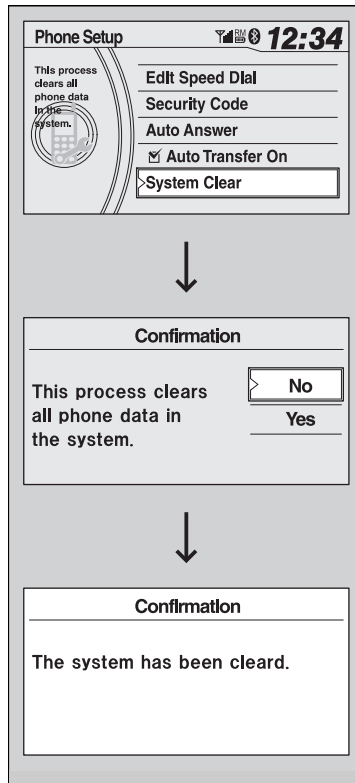 Phone Setup
RM
12:34
This process
clears all
phone data
in the
system.
Edit Speed Dial
Security Code
Auto Answer
Auto Transfer On
System Clear
Confirmation
This process clears
all phone data in
the system.
No
Yes
Confirmation
The system has been cleard.